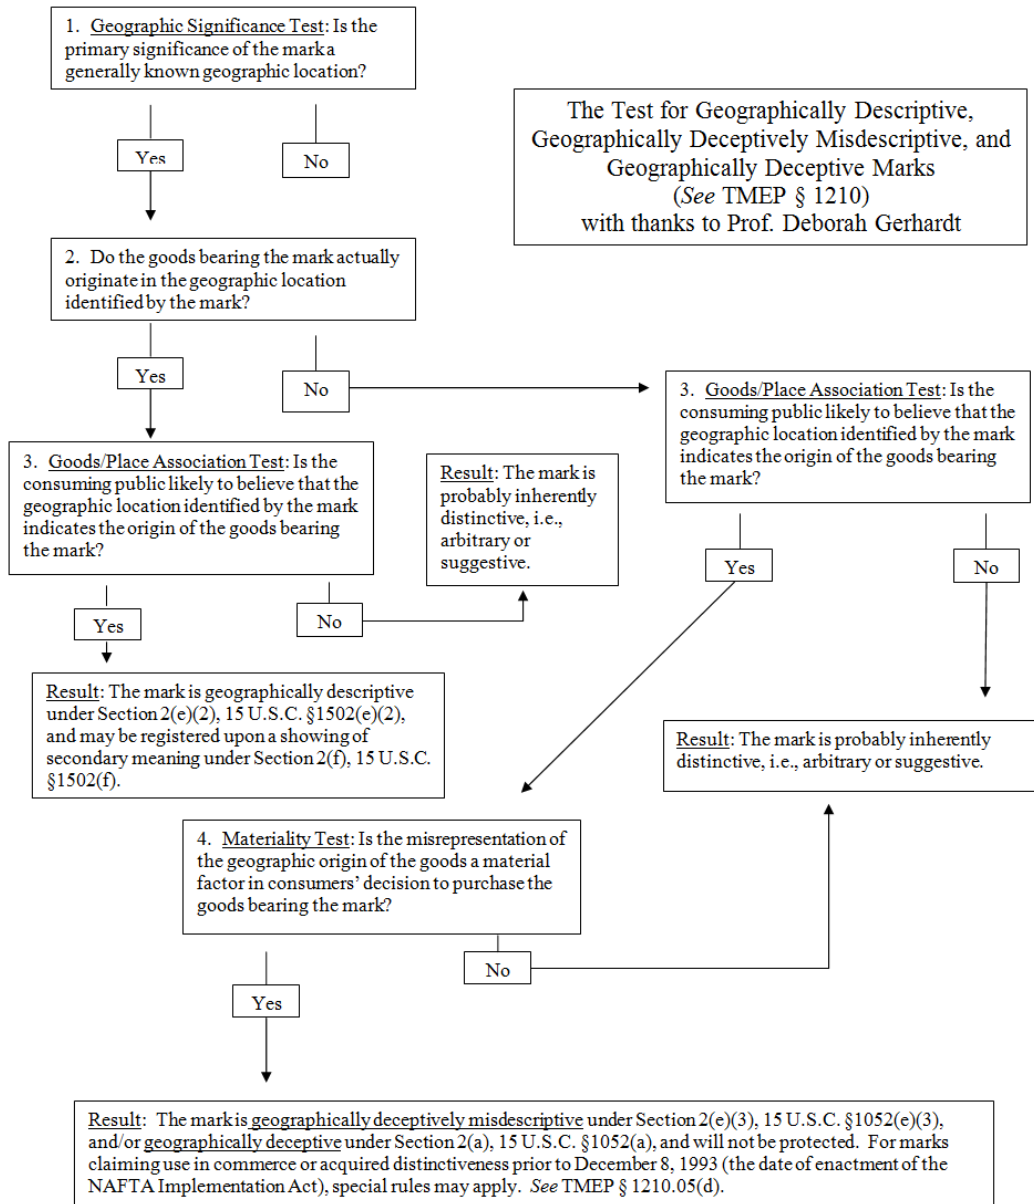 1. Geographic Significance Test: Is the
primary significance of the mark a
generally known geographic location?
Yes
No
The Test for Geographically Descriptive,
Geographically Deceptively Misdescriptive, and
Geographically Deceptive Marks
(See TMEP § 1210)
with thanks to Prof. Deborah Gerhardt
2. Do the goods bearing the mark actually
originate in the geographic location
identified by the mark?
Yes
No
3. Goods/Place Association Test: Is the
consuming public likely to believe that the
geographic location identified by the mark
indicates the origin of the goods bearing
the mark?
Yes
No
Result: The mark is
probably inherently
distinctive, i.e.,
arbitrary or
suggestive.
3. Goods/Place Association Test: Is the
consuming public likely to believe that the
geographic location identified by the mark
indicates the origin of the goods bearing
the mark?
Yes
No
Result: The mark is geographically descriptive
under Section 2(e)(2), 15 U.S.C. §1502(e)(2),
and may be registered upon a showing of
secondary meaning under Section 2(f), 15 U.S.C.
§1502(f).
Result: The mark is probably inherently
distinctive, i.e., arbitrary or suggestive.
4. Materiality Test: Is the misrepresentation of
the geographic origin of the goods a material
factor in consumers' decision to purchase the
goods bearing the mark?
No
Yes
Result: The mark is geographically deceptively misdescriptive under Section 2(e)(3), 15 U.S.C. §1052(e)(3),
and/or geographically deceptive under Section 2(a), 15 U.S.C. §1052(a), and will not be protected. For marks
claiming use in commerce or acquired distinctiveness prior to December 8, 1993 (the date of enactment of the
NAFTA Implementation Act), special rules may apply. See TMEP § 1210.05(d).